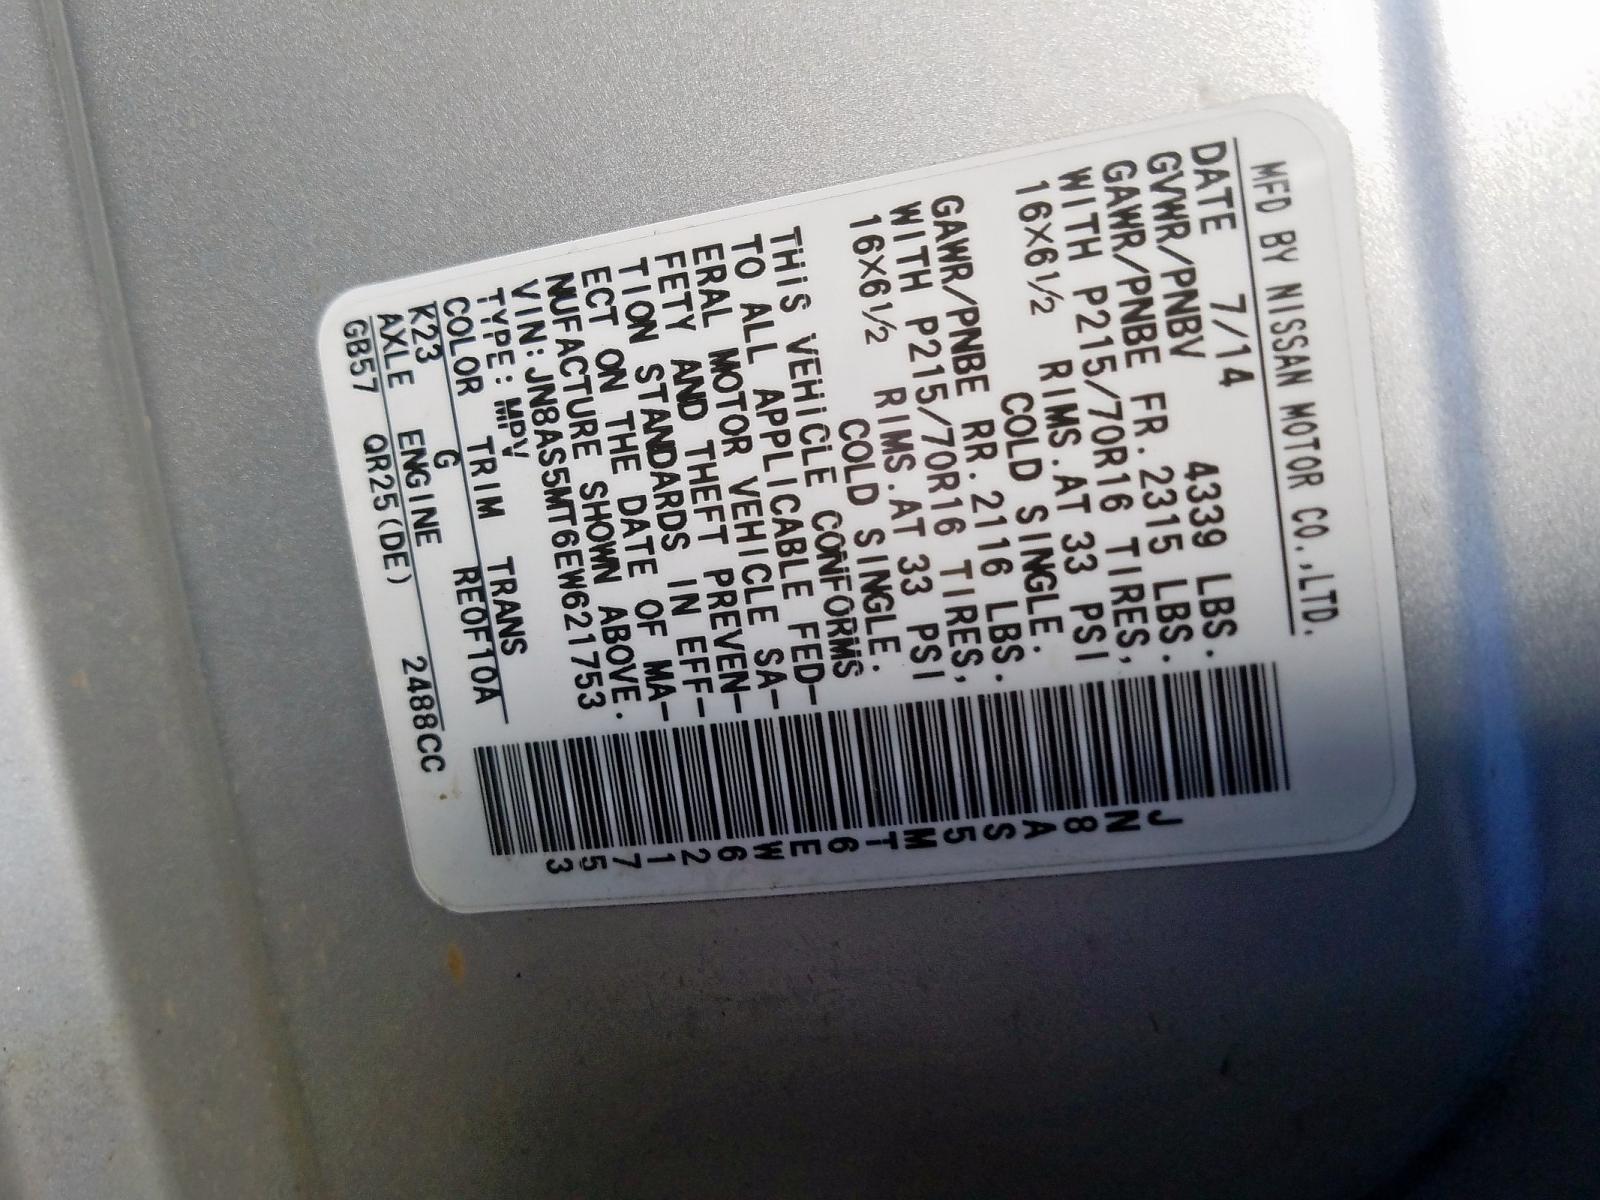 MFD BY NISSAN MOTOR CO.,LTD.
DATE 7/14
GVWR/PNBV 4339 LBS.
GAWR/PNBE FR.2315 LBS.
WITH P215/70R16 TIRES,
16×6½ RIMS.AT 33 PSI
COLD SINGLE.
GAWR/PNBE RR.2116 LBS.
WITH P215/70R16 TIRES,
16×6½ RIMS.AT 33 PSI
COLD SINGLE.
THIS VEHICLE CONFORMS
TO ALL APPLICABLE FED-
ERAL MOTOR VEHICLE SA-
FETY AND THEFT PREVEN-
TION STANDARDS IN EFF-
ECT ON THE DATE OF MA-
NUFACTURE SHOWN ABOVE.
VIN:JN8AS5MT6EW621753
TYPE:MPV
COLOR TRIM TRANS
K23 G RE0F10A
AXLE ENGINE
GB57 QR25(DE) 2488CC
JN8AS5MT6EW621753